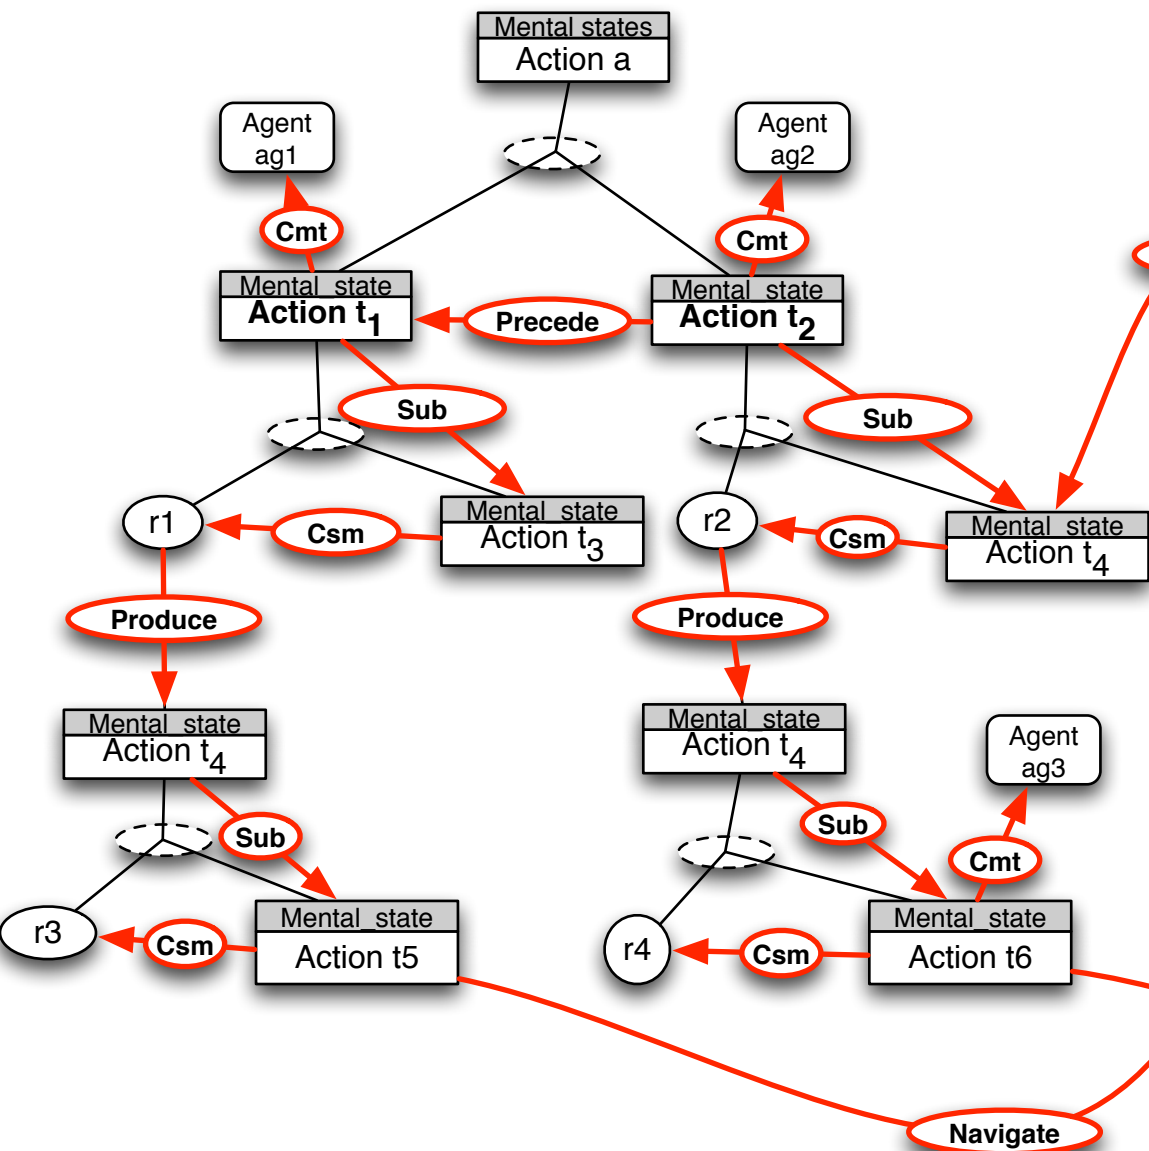 Mental states
Action a
Agent
ag1
Agent
ag2
Cmt
Cmt
Mental_state
Action t1
Precede
Mental_state
Action t2
Sub
Sub
r1
Csm
Mental_state
Action t3
r2
Csm
Mental_state
Action t4
Produce
Produce
Mental_state
Action t4
Mental_state
Action t4
Agent
ag3
Sub
Sub
Cmt
r3
Csm
Mental_state
Action t5
r4
Csm
Mental_state
Action t6
Navigate